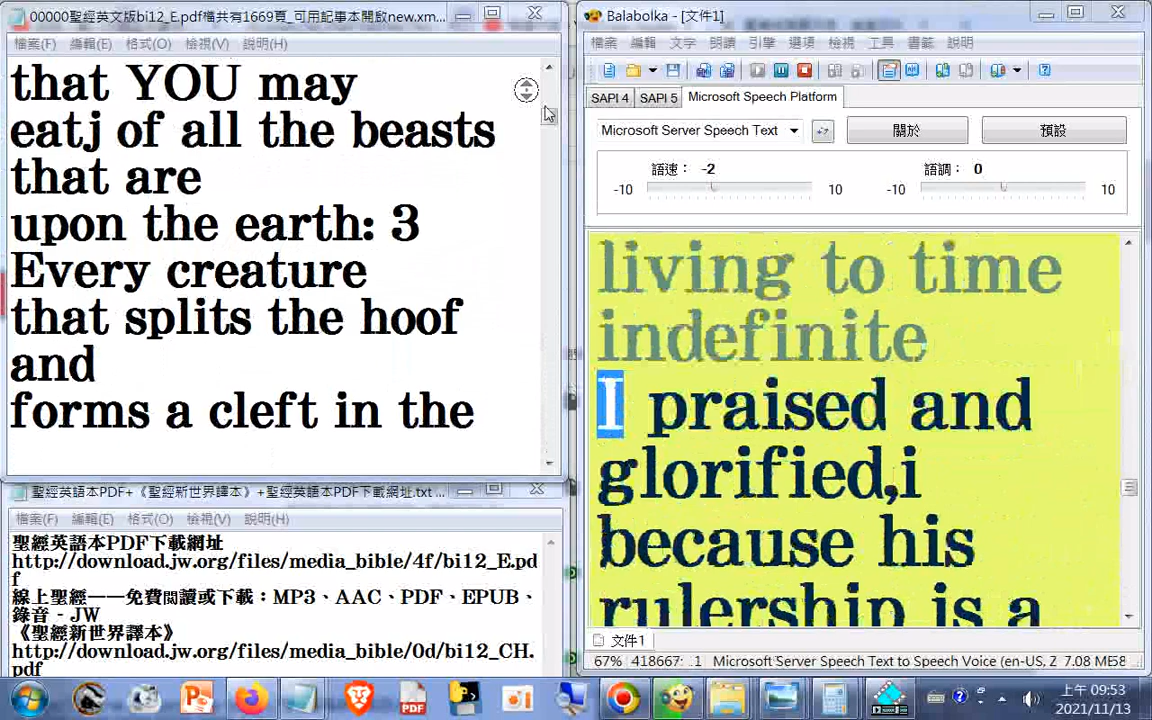 00000聖經英文版bi12_E.pdf檔共有1669頁_可用記事本開啟new.xm...
檔案(F) 編輯(E) 格式(O) 檢視(V) 說明(H)
that YOU may
eatj of all the beasts
that are
upon the earth: 3
Every creature
that splits the hoof
and
forms a cleft in the
聖經英語本PDF+《聖經新世界譯本》+聖經英語本PDF下載網址.txt ...
檔案(F) 編輯(E) 格式(O) 檢視(V) 說明(H)
聖經英語本PDF下載網址
http://download.jw.org/files/media_bible/4f/bi12_E.pd
f
線上聖經——免費閱讀或下載：MP3、AAC、PDF、EPUB、
錄音 - JW
《聖經新世界譯本》
http://download.jw.org/files/media_bible/0d/bi12_CH.
pdf
Balabolka - [文件1]
檔案 編輯 文字 朗讀 引擎 選項 檢視 工具 書籤 說明
SAPI 4 SAPI 5 Microsoft Speech Platform
Microsoft Server Speech Text 關於 預設
語速： -2 語調： 0
-10 10 -10 10
living to time
indefinite
I praised and
glorified,i
because his
rulership is a
文件1
67% 418667: .1 Microsoft Server Speech Text to Speech Voice (en-US, Z 7.08 ME58
PDF
上午 09:53
2021/11/13